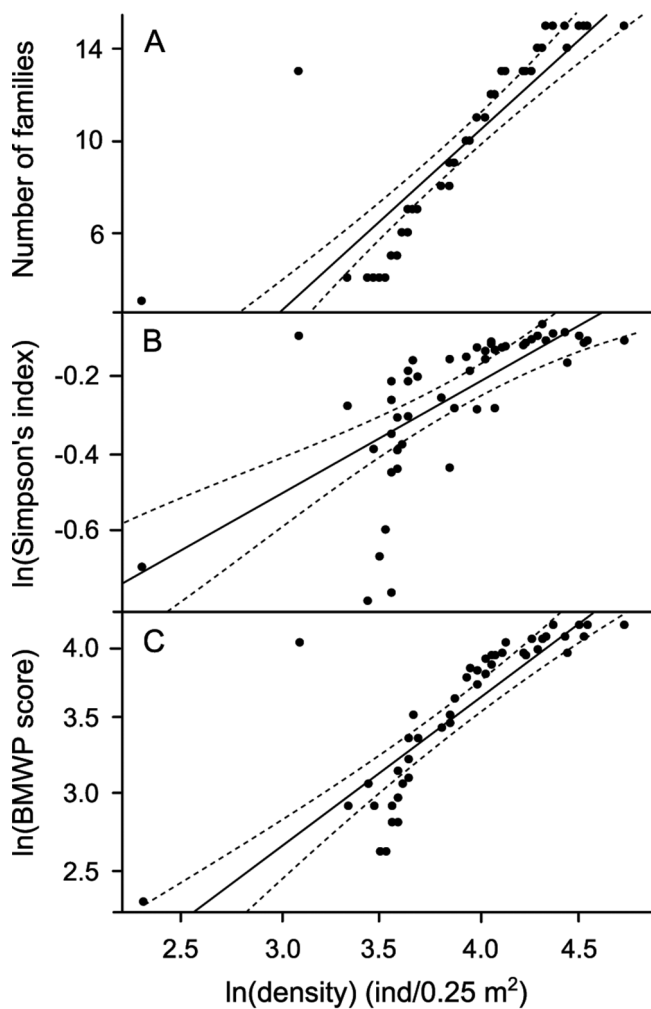 A
14
10
6
Number of families
B
-0.2
-0.4
-0.6
ln(Simpson's index)
C
4.0
3.5
3.0
2.5
ln(BMWP score)
2.5 3.0 3.5 4.0 4.5
ln(density) (ind/0.25 m²)